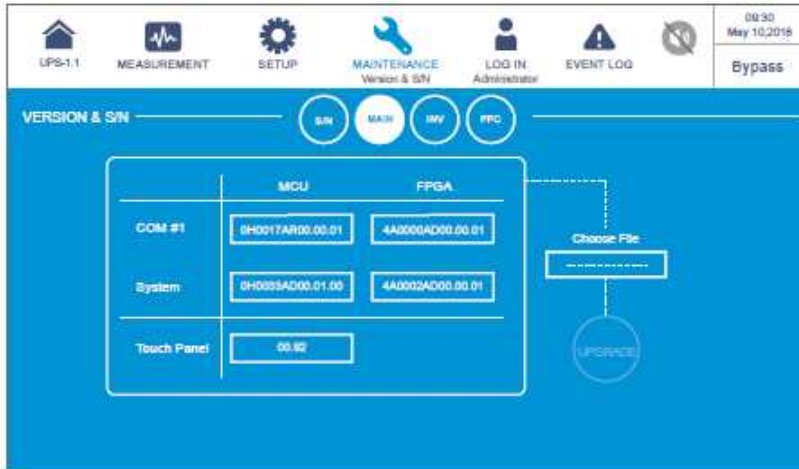 09:30
May 10,2018
UPS-1.1
MEASUREMENT
SETUP
MAINTENANCE
Version & S/N
LOG IN
Administrator
EVENT LOG
Bypass
VERSION & S/N
S/N
MAIN
INV
PFC
MCU
FPGA
COM #1
0H0017AR00.00.01
4A0000AD00.00.01
System
0H0035AD00.01.00
4A0002AD00.00.01
Touch Panel
00.92
Choose File
UPGRADE